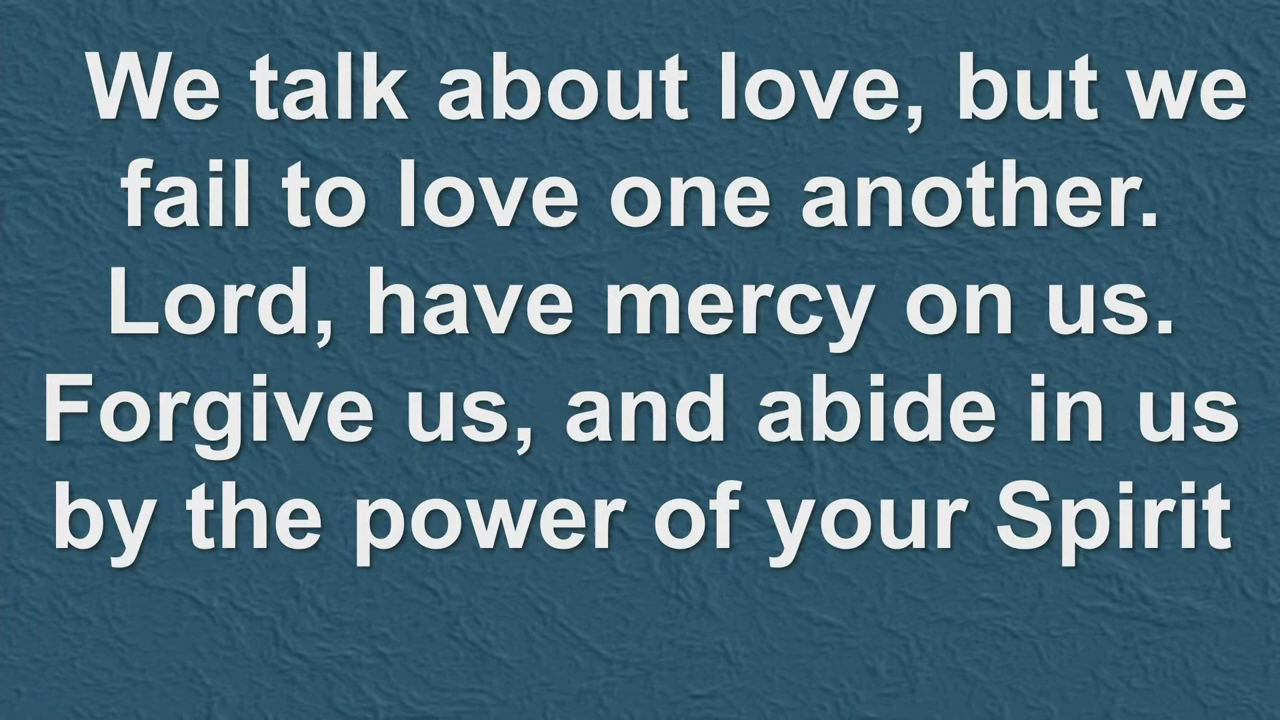 We talk about love, but we
fail to love one another.
Lord, have mercy on us.
Forgive us, and abide in us
by the power of your Spirit